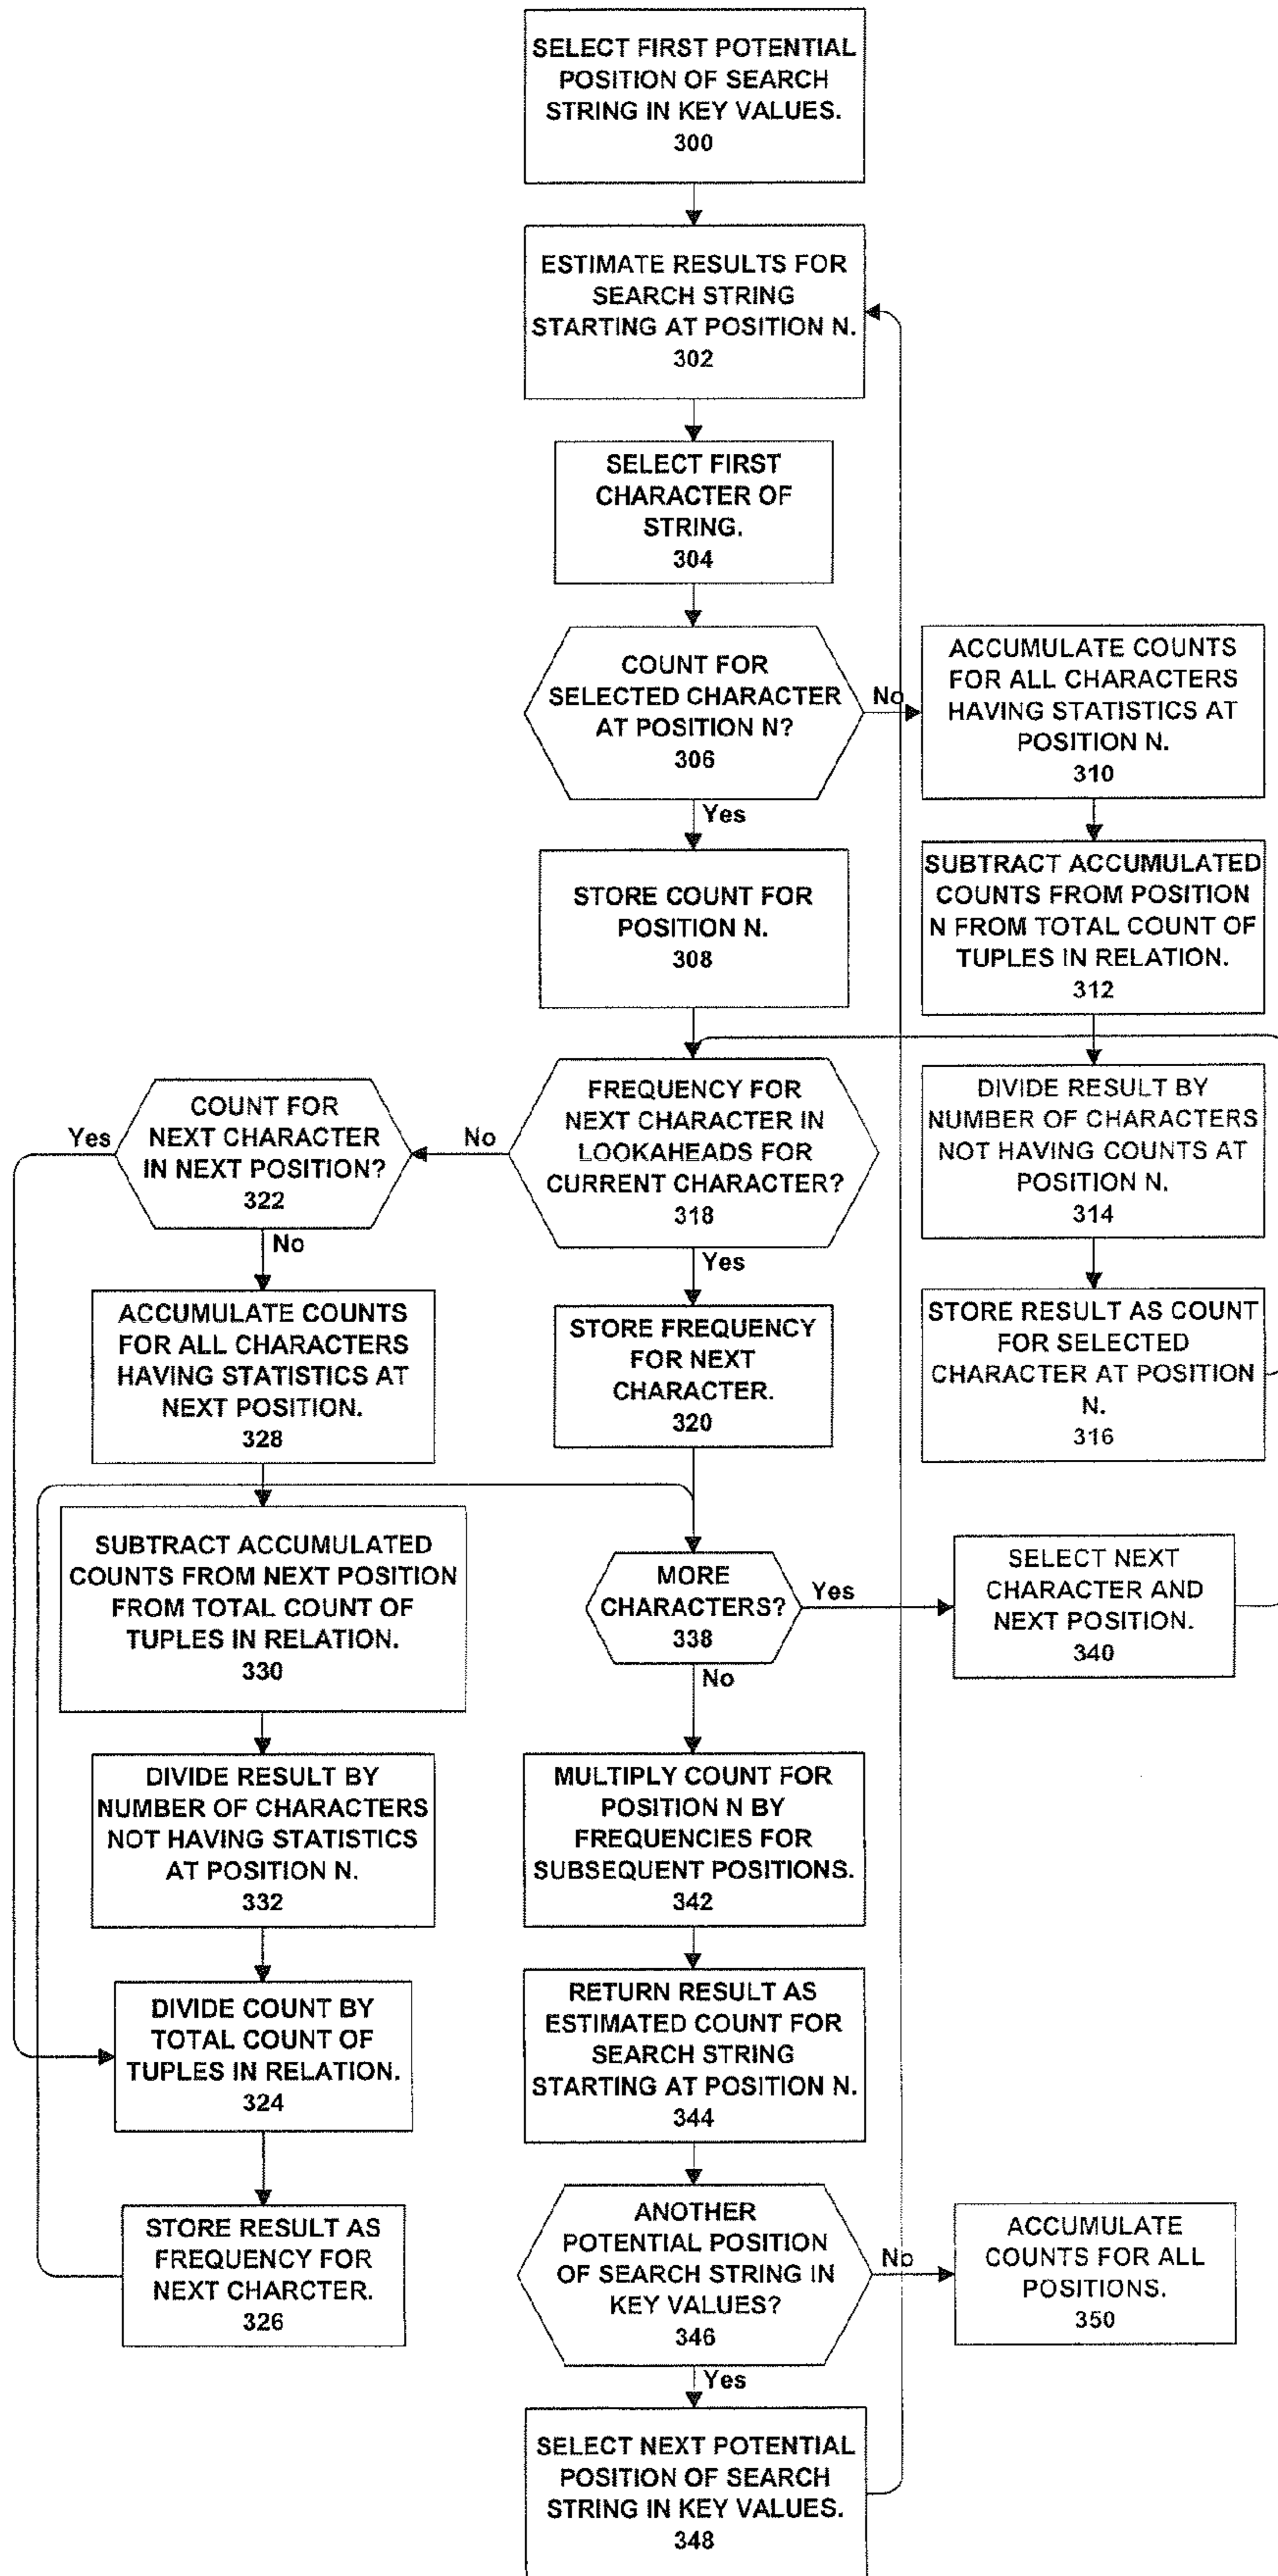 SELECT FIRST POTENTIAL
POSITION OF SEARCH
STRING IN KEY VALUES.
300
ESTIMATE RESULTS FOR
SEARCH STRING
STARTING AT POSITION N.
302
SELECT FIRST
CHARACTER OF
STRING.
304
COUNT FOR
SELECTED CHARACTER
AT POSITION N?
306
No
Yes
ACCUMULATE COUNTS
FOR ALL CHARACTERS
HAVING STATISTICS AT
POSITION N.
310
STORE COUNT FOR
POSITION N.
308
SUBTRACT ACCUMULATED
COUNTS FROM POSITION
N FROM TOTAL COUNT OF
TUPLES IN RELATION.
312
COUNT FOR
NEXT CHARACTER
IN NEXT POSITION?
322
Yes
No
No
FREQUENCY FOR
NEXT CHARACTER IN
LOOKAHEADS FOR
CURRENT CHARACTER?
318
Yes
DIVIDE RESULT BY
NUMBER OF CHARACTERS
NOT HAVING COUNTS AT
POSITION N.
314
ACCUMULATE COUNTS
FOR ALL CHARACTERS
HAVING STATISTICS AT
NEXT POSITION.
328
STORE FREQUENCY
FOR NEXT
CHARACTER.
320
STORE RESULT AS COUNT
FOR SELECTED
CHARACTER AT POSITION
N.
316
SUBTRACT ACCUMULATED
COUNTS FROM NEXT POSITION
FROM TOTAL COUNT OF
TUPLES IN RELATION.
330
MORE
CHARACTERS?
338
Yes
No
SELECT NEXT
CHARACTER AND
NEXT POSITION.
340
DIVIDE RESULT BY
NUMBER OF CHARACTERS
NOT HAVING STATISTICS
AT POSITION N.
332
MULTIPLY COUNT FOR
POSITION N BY
FREQUENCIES FOR
SUBSEQUENT POSITIONS.
342
DIVIDE COUNT BY
TOTAL COUNT OF
TUPLES IN RELATION.
324
RETURN RESULT AS
ESTIMATED COUNT FOR
SEARCH STRING
STARTING AT POSITION N.
344
STORE RESULT AS
FREQUENCY FOR
NEXT CHARCTER.
326
ANOTHER
POTENTIAL POSITION
OF SEARCH STRING IN
KEY VALUES?
346
No
Yes
ACCUMULATE
COUNTS FOR ALL
POSITIONS.
350
SELECT NEXT POTENTIAL
POSITION OF SEARCH
STRING IN KEY VALUES.
348